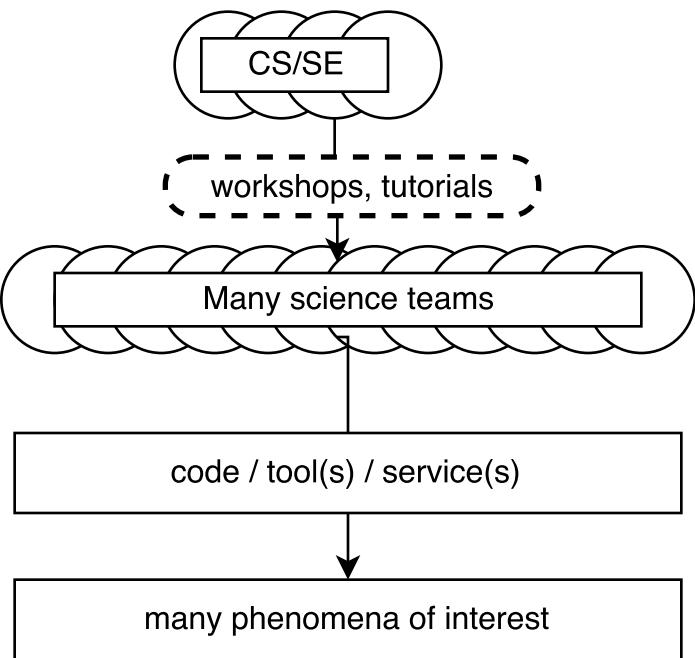 CS/SE
workshops, tutorials
Many science teams
code / tool(s) / service(s)
many phenomena of interest